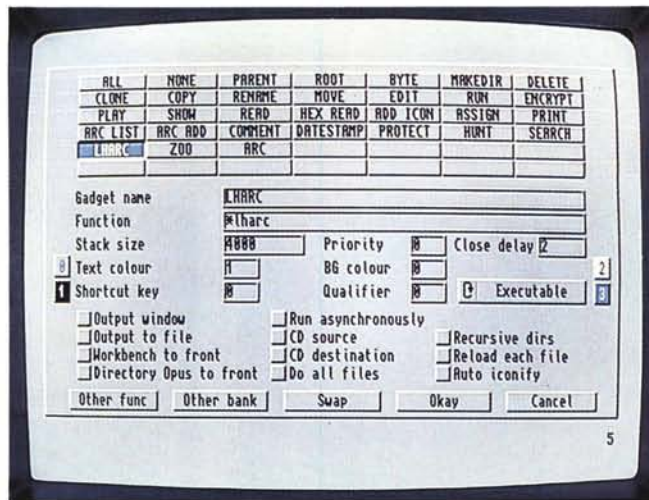 ALL NONE PARENT ROOT BYTE MAKEDIR DELETE
CLONE COPY RENAME MOVE EDIT RUN ENCRYPT
PLAY SHOW READ HEX READ ADD ICON ASSIGN PRINT
ARC LIST ARC ADD COMMENT DATESTAMP PROTECT HUNT SEARCH
LHARC ZOO ARC
Gadget name LHARC
Function *lharc
Stack size 4000 Priority 0 Close delay 2
0 Text colour 1 BG colour 0 2
1 Shortcut key 0 Qualifier 0 Executable 3
Output window Run asynchronously
Output to file CD source Recursive dirs
Workbench to front CD destination Reload each file
Directory Opus to front Do all files Auto iconify
Other func Other bank Swap Okay Cancel
5